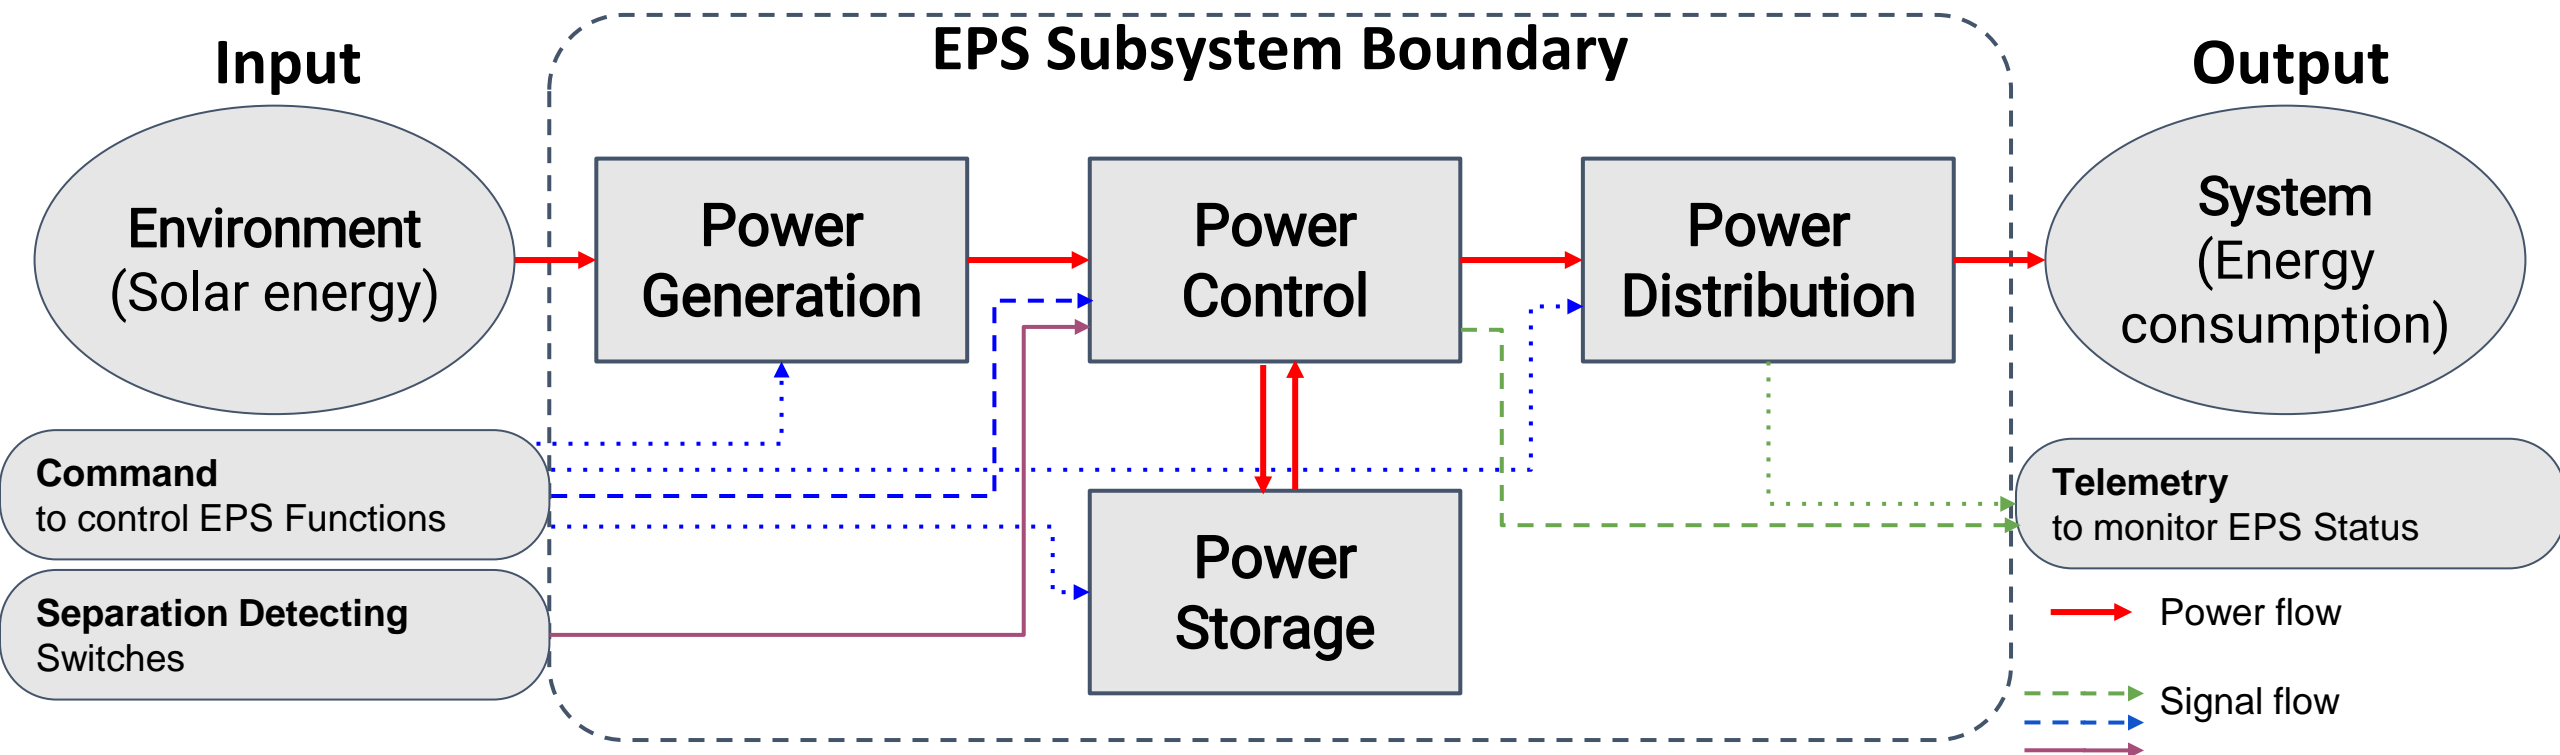 Input
EPS Subsystem Boundary
Output
Environment
(Solar energy)
Power
Generation
Power
Control
Power
Distribution
System
(Energy
consumption)
Command
to control EPS Functions
Separation Detecting
Switches
Power
Storage
Telemetry
to monitor EPS Status
Power flow
Signal flow